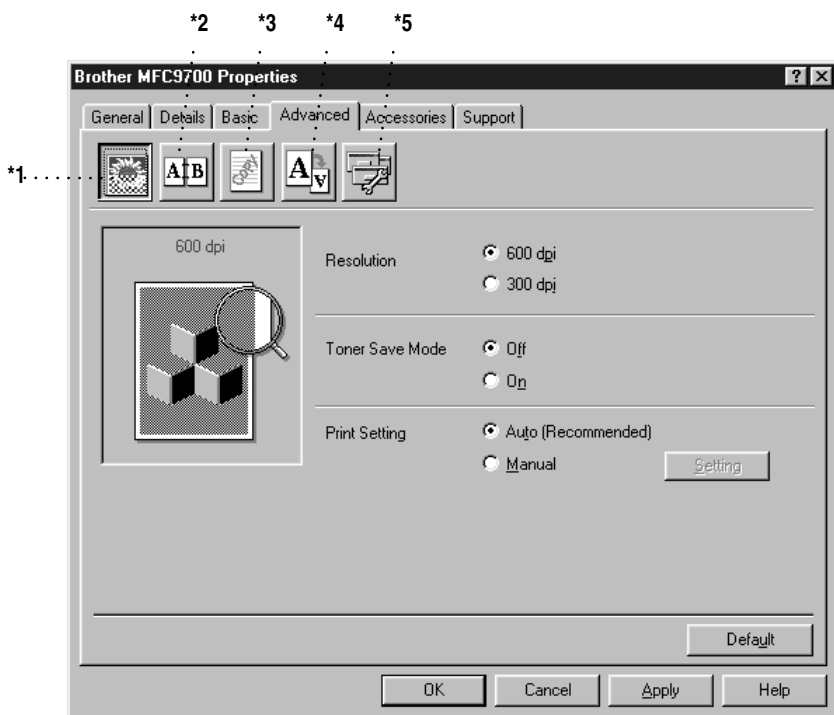 *2 *3 *4 *5
Brother MFC9700 Properties ? ×
General Details Basic Advanced Accessories Support
*1 A B COPY A A
600 dpi
Resolution 600 dpi
300 dpi
Toner Save Mode Off
On
Print Setting Auto (Recommended)
Manual Setting
Default
OK Cancel Apply Help